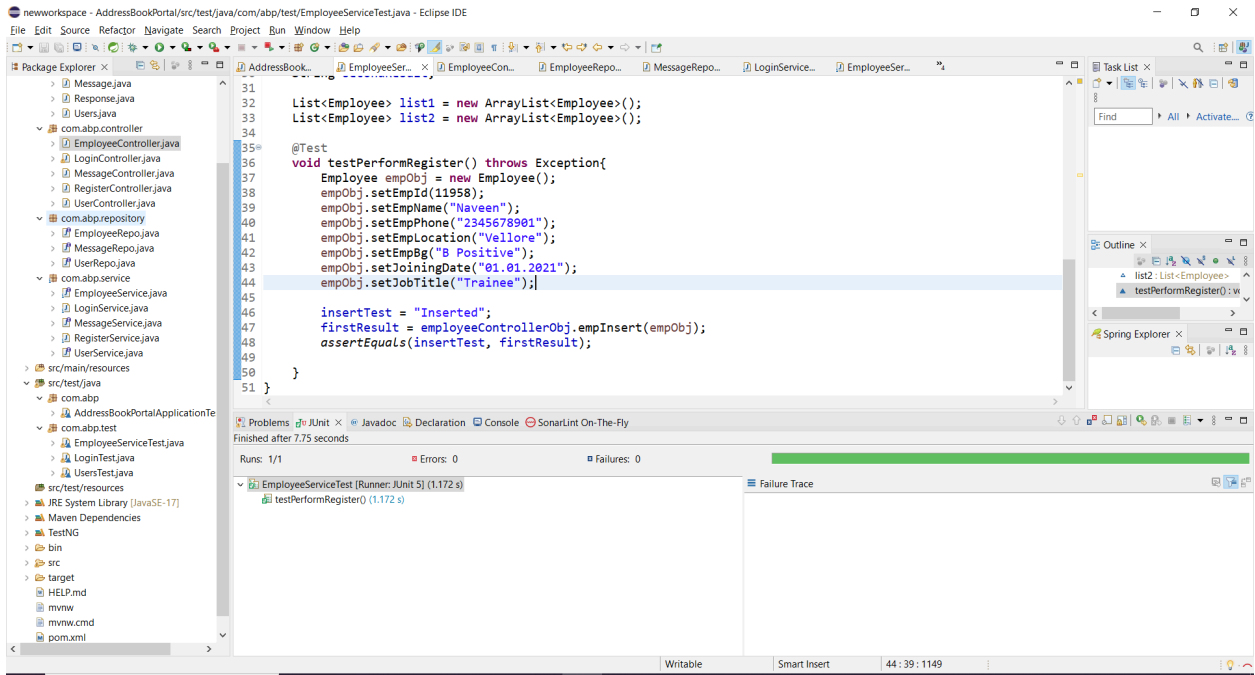 newworkspace - AddressBookPortal/src/test/java/com/abp/test/EmployeeServiceTest.java - Eclipse IDE
File Edit Source Refactor Navigate Search Project Run Window Help
Package Explorer
Message.java
Response.java
Users.java
com.abp.controller
EmployeeController.java
LoginController.java
MessageController.java
RegisterController.java
UserController.java
com.abp.repository
EmployeeRepo.java
MessageRepo.java
UserRepo.java
com.abp.service
EmployeeService.java
LoginService.java
MessageService.java
RegisterService.java
UserService.java
src/main/resources
src/test/java
com.abp
AddressBookPortalApplicationTe
com.abp.test
EmployeeServiceTest.java
LoginTest.java
UsersTest.java
src/test/resources
JRE System Library [JavaSE-17]
Maven Dependencies
TestNG
bin
src
target
HELP.md
mvnw
mvnw.cmd
pom.xml
AddressBook... EmployeeSer... EmployeeCon... EmployeeRepo... MessageRepo... LoginService... EmployeeSer... »4
31
32 List<Employee> list1 = new ArrayList<Employee>();
33 List<Employee> list2 = new ArrayList<Employee>();
34
35 @Test
36 void testPerformRegister() throws Exception{
37 Employee empObj = new Employee();
38 empObj.setEmpId(11958);
39 empObj.setEmpName("Naveen");
40 empObj.setEmpPhone("2345678901");
41 empObj.setEmpLocation("Vellore");
42 empObj.setEmpBg("B Positive");
43 empObj.setJoiningDate("01.01.2021");
44 empObj.setJobTitle("Trainee");
45
46 insertTest = "Inserted";
47 firstResult = employeeControllerObj.empInsert(empObj);
48 assertEquals(insertTest, firstResult);
49
50 }
51 }
Problems JUnit Javadoc Declaration Console SonarLint On-The-Fly
Finished after 7.75 seconds
Runs: 1/1 Errors: 0 Failures: 0
EmployeeServiceTest [Runner: JUnit 5] (1.172 s)
testPerformRegister() (1.172 s)
Failure Trace
Task List
Find All Activate...
Outline
list2 : List<Employee>
testPerformRegister() : vo
Spring Explorer
Writable Smart Insert 44 : 39 : 1149